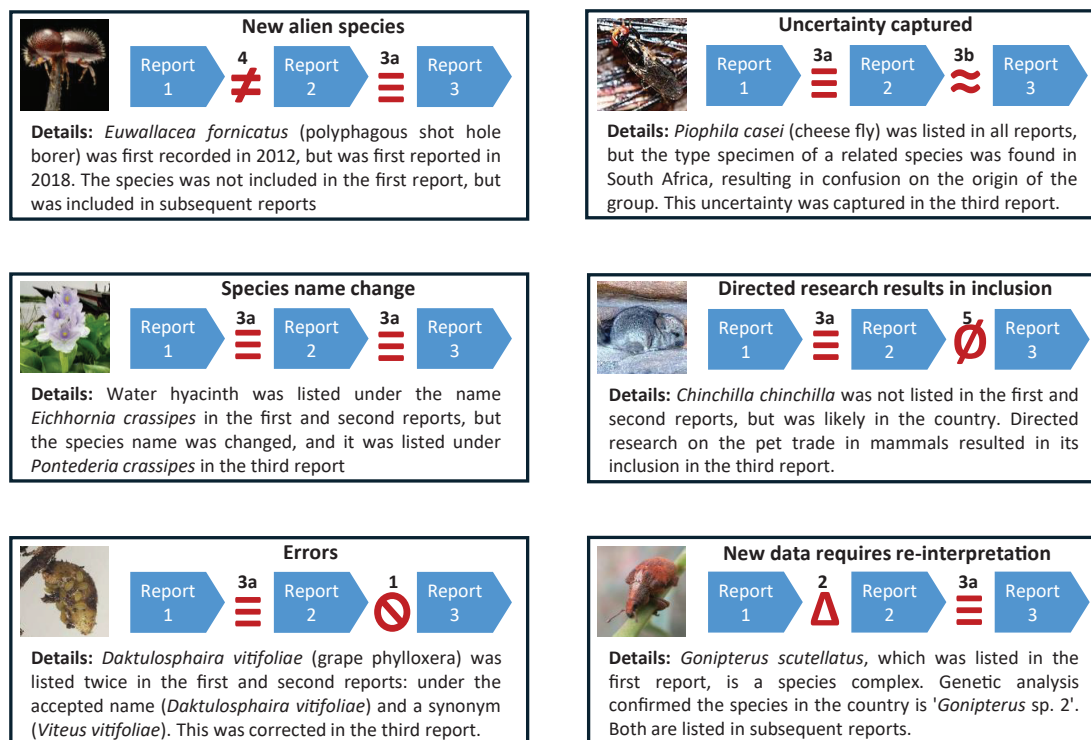 New alien species
4
3a
Report
1
≠
Report
2
≡
Report
3
Details: Euwallacea fornicatus (polyphagous shot hole
borer) was first recorded in 2012, but was first reported in
2018. The species was not included in the first report, but
was included in subsequent reports
Uncertainty captured
3a
3b
Report
1
≡
Report
2
≈
Report
3
Details: Piophila casei (cheese fly) was listed in all reports,
but the type specimen of a related species was found in
South Africa, resulting in confusion on the origin of the
group. This uncertainty was captured in the third report.
Species name change
3a
3a
Report
1
≡
Report
2
≡
Report
3
Details: Water hyacinth was listed under the name
Eichhornia crassipes in the first and second reports, but
the species name was changed, and it was listed under
Pontederia crassipes in the third report
Directed research results in inclusion
3a
5
Report
1
≡
Report
2
Ø
Report
3
Details: Chinchilla chinchilla was not listed in the first and
second reports, but was likely in the country. Directed
research on the pet trade in mammals resulted in its
inclusion in the third report.
Errors
3a
1
Report
1
≡
Report
2
Report
3
Details: Daktulosphaira vitifoliae (grape phylloxera) was
listed twice in the first and second reports: under the
accepted name (Daktulosphaira vitifoliae) and a synonym
(Viteus vitifoliae). This was corrected in the third report.
New data requires re-interpretation
2
3a
Report
1
Δ
Report
2
≡
Report
3
Details: Gonipterus scutellatus, which was listed in the
first report, is a species complex. Genetic analysis
confirmed the species in the country is 'Gonipterus sp. 2'.
Both are listed in subsequent reports.